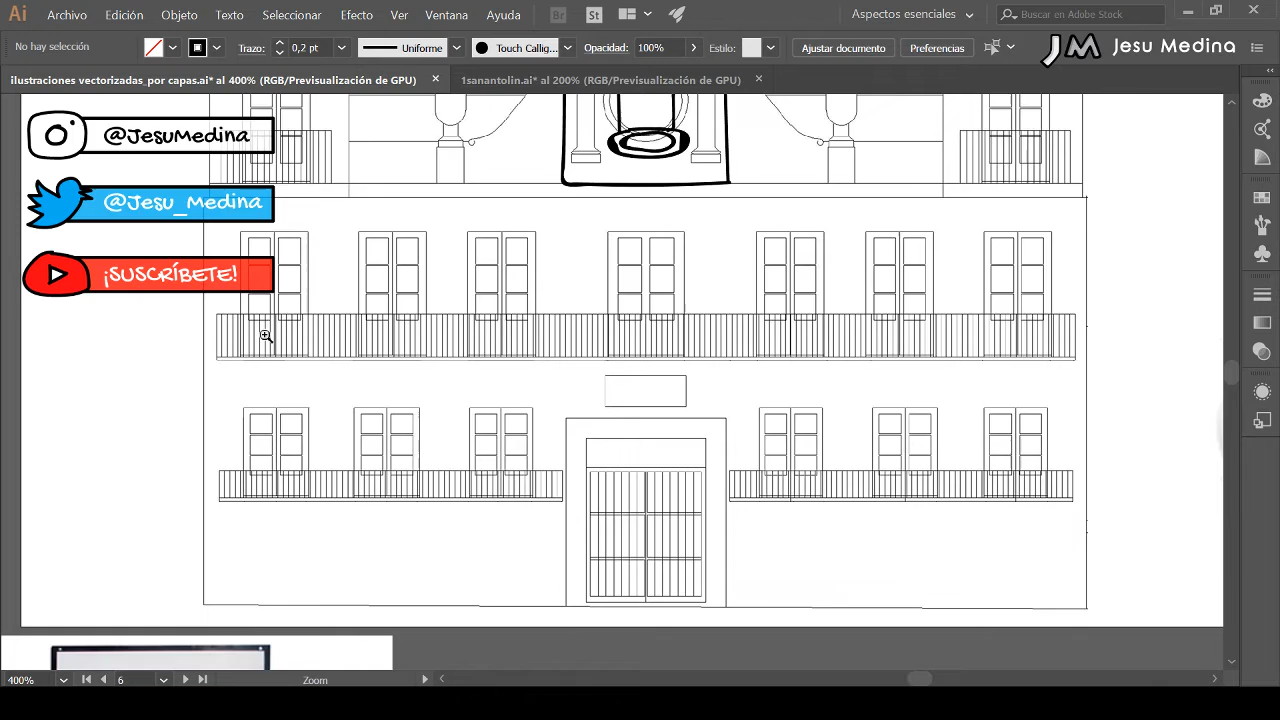 Ai Archivo Edición Objeto Texto Seleccionar Efecto Ver Ventana Ayuda Br St Aspectos esenciales Buscar en Adobe Stock
No hay selección Trazo: 0,2 pt Uniforme Touch Callig... Opacidad: 100% Estilo: Ajustar documento Preferencias
JM Jesu Medina
ilustraciones vectorizadas_por capas.ai* al 400% (RGB/Previsualización de GPU) 1sanantolin.ai* al 200% (RGB/Previsualización de GPU)
@JesuMedina
@Jesu_Medina
¡SUSCRÍBETE!
400% 6 Zoom